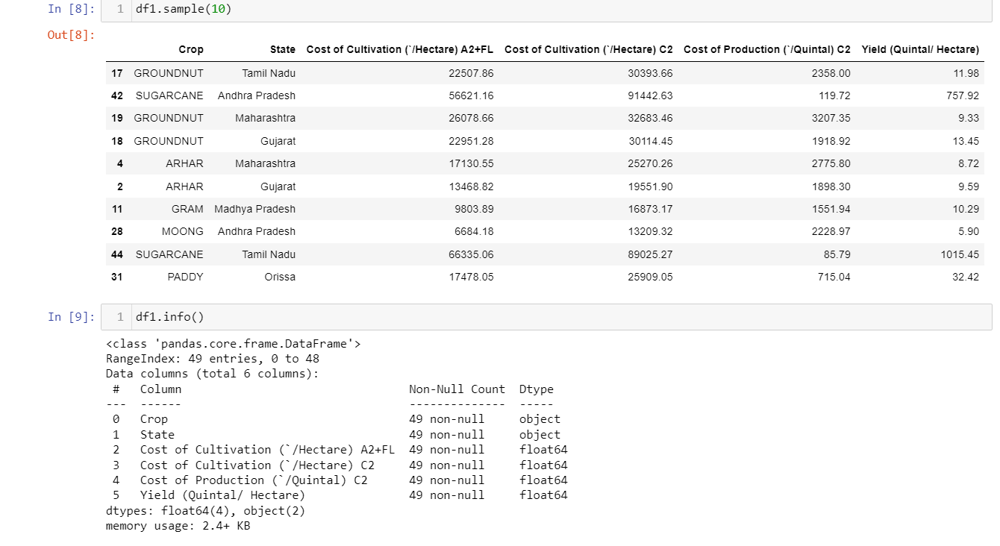 In [8]: 1 df1.sample(10)
Out[8]:
Crop State Cost of Cultivation (`/Hectare) A2+FL Cost of Cultivation (`/Hectare) C2 Cost of Production (`/Quintal) C2 Yield (Quintal/ Hectare)
17 GROUNDNUT Tamil Nadu 22507.86 30393.66 2358.00 11.98
42 SUGARCANE Andhra Pradesh 56621.16 91442.63 119.72 757.92
19 GROUNDNUT Maharashtra 26078.66 32683.46 3207.35 9.33
18 GROUNDNUT Gujarat 22951.28 30114.45 1918.92 13.45
4 ARHAR Maharashtra 17130.55 25270.26 2775.80 8.72
2 ARHAR Gujarat 13468.82 19551.90 1898.30 9.59
11 GRAM Madhya Pradesh 9803.89 16873.17 1551.94 10.29
28 MOONG Andhra Pradesh 6684.18 13209.32 2228.97 5.90
44 SUGARCANE Tamil Nadu 66335.06 89025.27 85.79 1015.45
31 PADDY Orissa 17478.05 25909.05 715.04 32.42
In [9]: 1 df1.info()
<class 'pandas.core.frame.DataFrame'>
RangeIndex: 49 entries, 0 to 48
Data columns (total 6 columns):
# Column Non-Null Count Dtype
--- ------ -------------- -----
0 Crop 49 non-null object
1 State 49 non-null object
2 Cost of Cultivation (`/Hectare) A2+FL 49 non-null float64
3 Cost of Cultivation (`/Hectare) C2 49 non-null float64
4 Cost of Production (`/Quintal) C2 49 non-null float64
5 Yield (Quintal/ Hectare) 49 non-null float64
dtypes: float64(4), object(2)
memory usage: 2.4+ KB